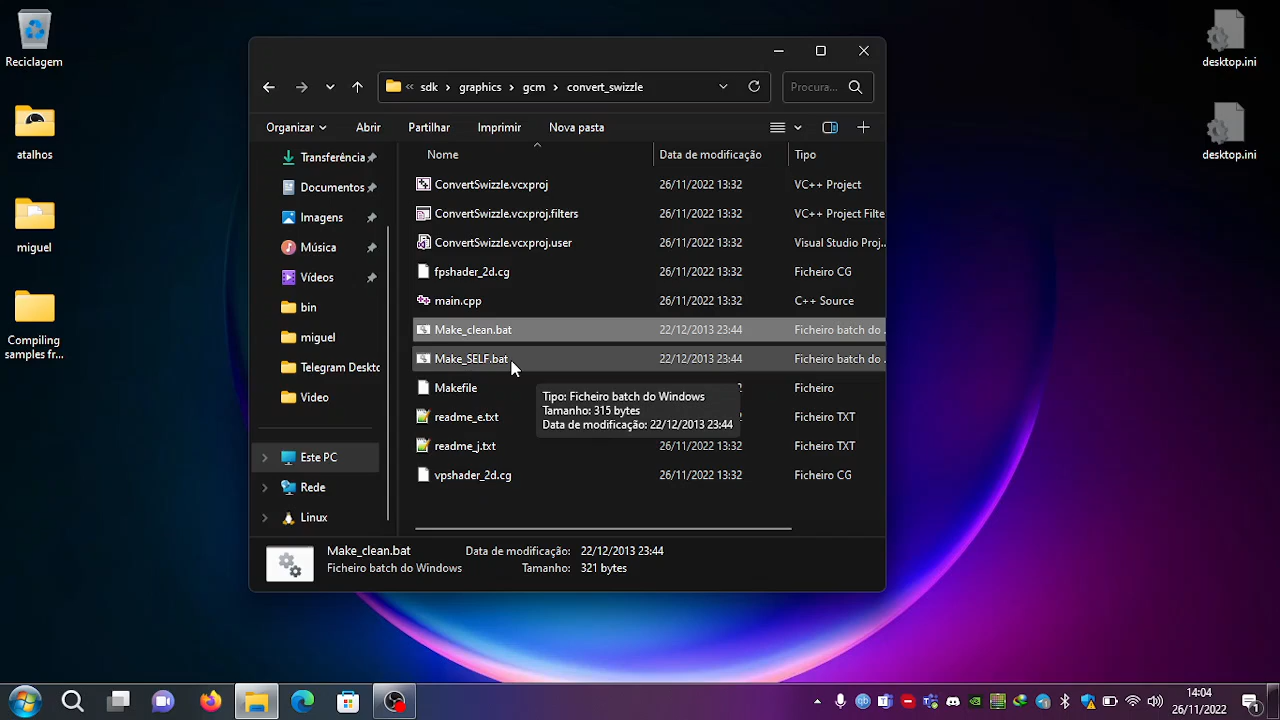 Reciclagem
atalhos
miguel
Compiling
samples fr...
desktop.ini
desktop.ini
sdk
graphics
gcm
convert_swizzle
Procura...
Organizar
Abrir
Partilhar
Imprimir
Nova pasta
Nome
Data de modificação
Tipo
Transferência
Documentos
Imagens
Música
Vídeos
bin
miguel
Telegram Deskto
Video
Este PC
Rede
Linux
ConvertSwizzle.vcxproj 26/11/2022 13:32 VC++ Project
ConvertSwizzle.vcxproj.filters 26/11/2022 13:32 VC++ Project Filte
ConvertSwizzle.vcxproj.user 26/11/2022 13:32 Visual Studio Proj...
fpshader_2d.cg 26/11/2022 13:32 Ficheiro CG
main.cpp 26/11/2022 13:32 C++ Source
Make_clean.bat 22/12/2013 23:44 Ficheiro batch do ...
Make_SELF.bat 22/12/2013 23:44 Ficheiro batch do ...
Makefile Ficheiro
readme_e.txt Ficheiro TXT
readme_j.txt 26/11/2022 13:32 Ficheiro TXT
vpshader_2d.cg 26/11/2022 13:32 Ficheiro CG
Tipo: Ficheiro batch do Windows
Tamanho: 315 bytes
Data de modificação: 22/12/2013 23:44
Make_clean.bat Data de modificação: 22/12/2013 23:44
Ficheiro batch do Windows Tamanho: 321 bytes
14:04
26/11/2022
1